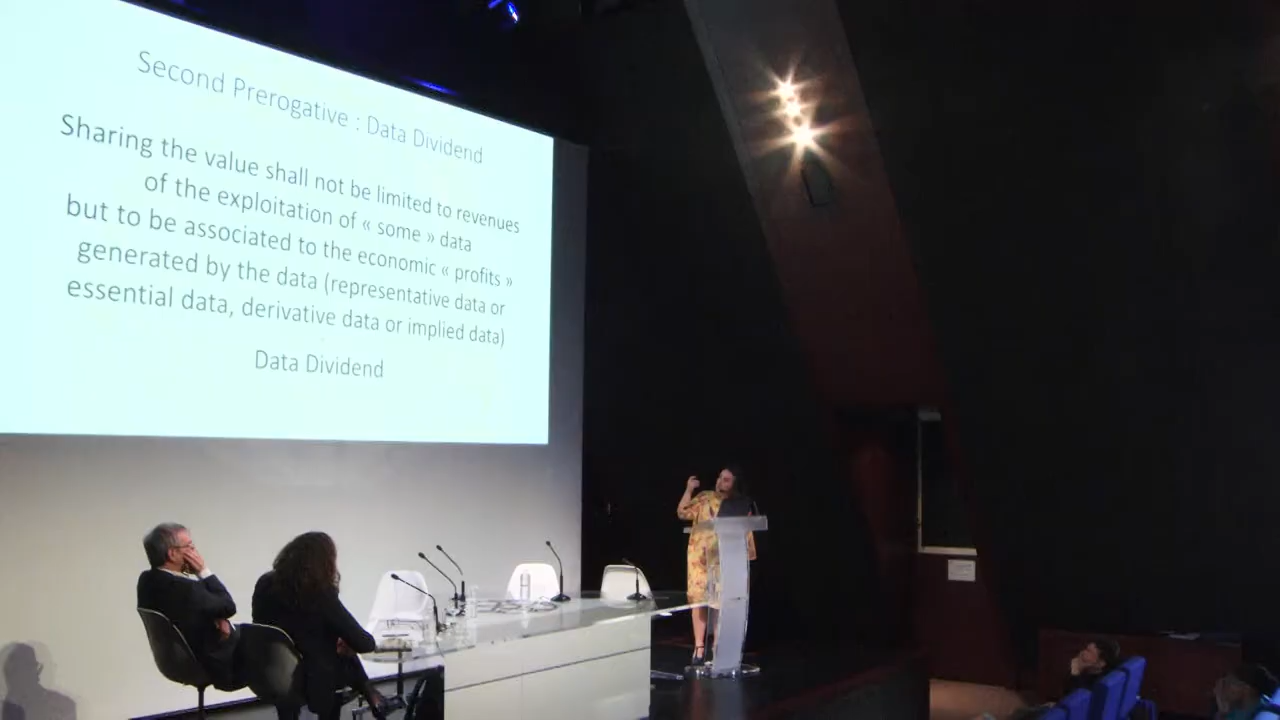 Second Prerogative : Data Dividend
Sharing the value shall not be limited to revenues
of the exploitation of « some » data
but to be associated to the economic « profits »
generated by the data (representative data or
essential data, derivative data or implied data)
Data Dividend